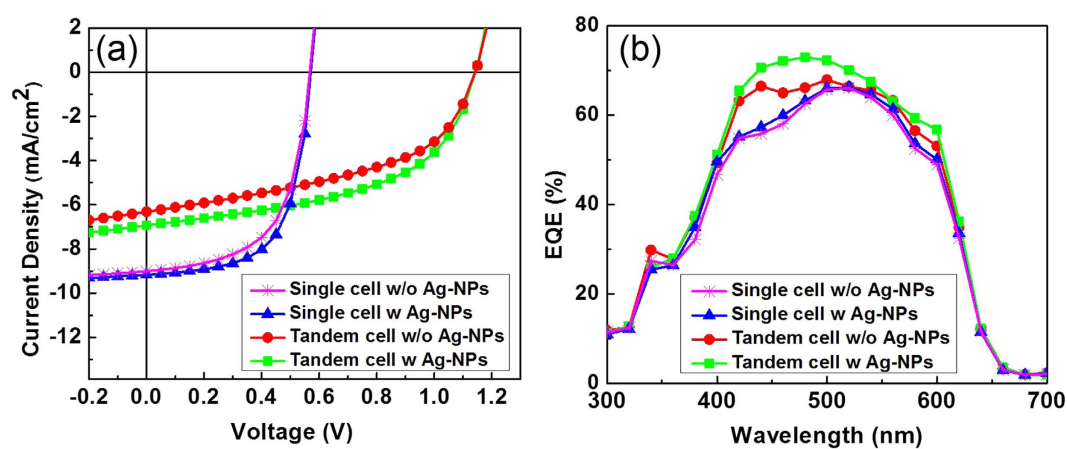 (a)
2
0
-2
-4
-6
-8
-10
-12
Current Density (mA/cm²)
-0.2 0.0 0.2 0.4 0.6 0.8 1.0 1.2
Voltage (V)
Single cell w/o Ag-NPs
Single cell w Ag-NPs
Tandem cell w/o Ag-NPs
Tandem cell w Ag-NPs
(b)
80
60
40
20
0
EQE (%)
300 400 500 600 700
Wavelength (nm)
Single cell w/o Ag-NPs
Single cell w Ag-NPs
Tandem cell w/o Ag-NPs
Tandem cell w Ag-NPs